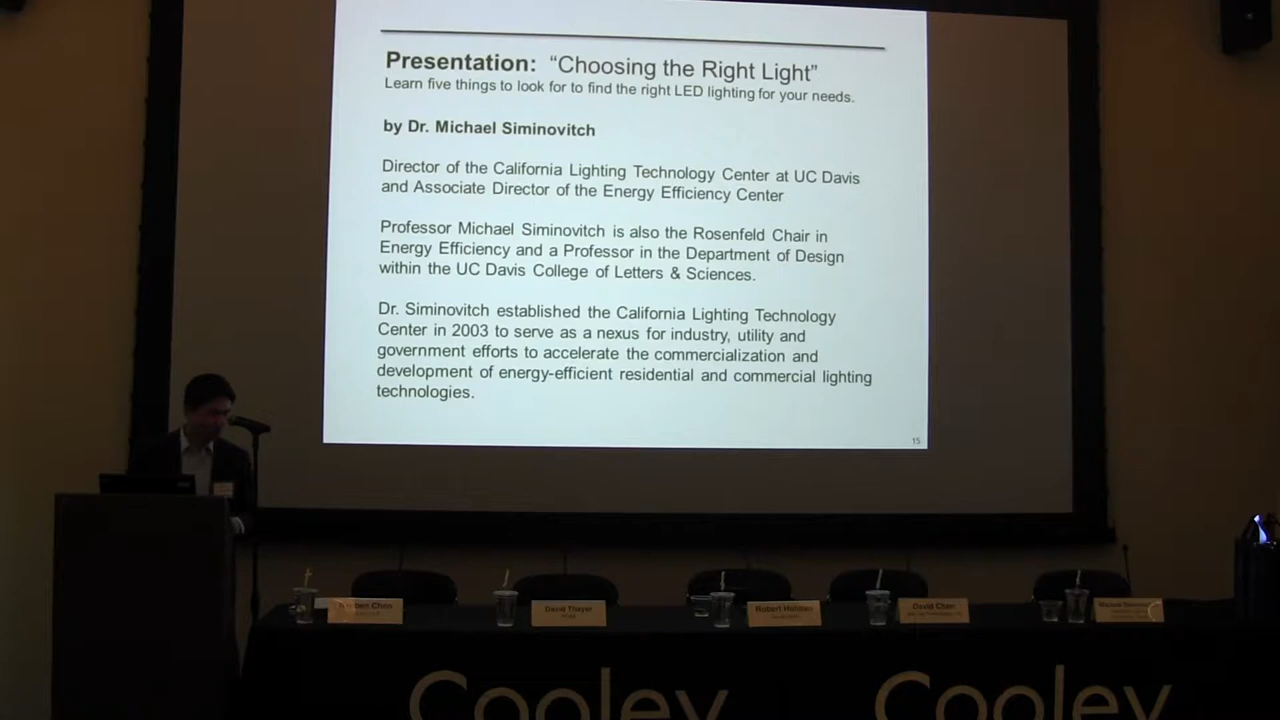 Presentation: “Choosing the Right Light”
Learn five things to look for to find the right LED lighting for your needs.
by Dr. Michael Siminovitch
Director of the California Lighting Technology Center at UC Davis
and Associate Director of the Energy Efficiency Center
Professor Michael Siminovitch is also the Rosenfeld Chair in
Energy Efficiency and a Professor in the Department of Design
within the UC Davis College of Letters & Sciences.
Dr. Siminovitch established the California Lighting Technology
Center in 2003 to serve as a nexus for industry, utility and
government efforts to accelerate the commercialization and
development of energy-efficient residential and commercial lighting
technologies.
15
Chen
David Thayer
Robert
David Chen
Cooley
Cooley